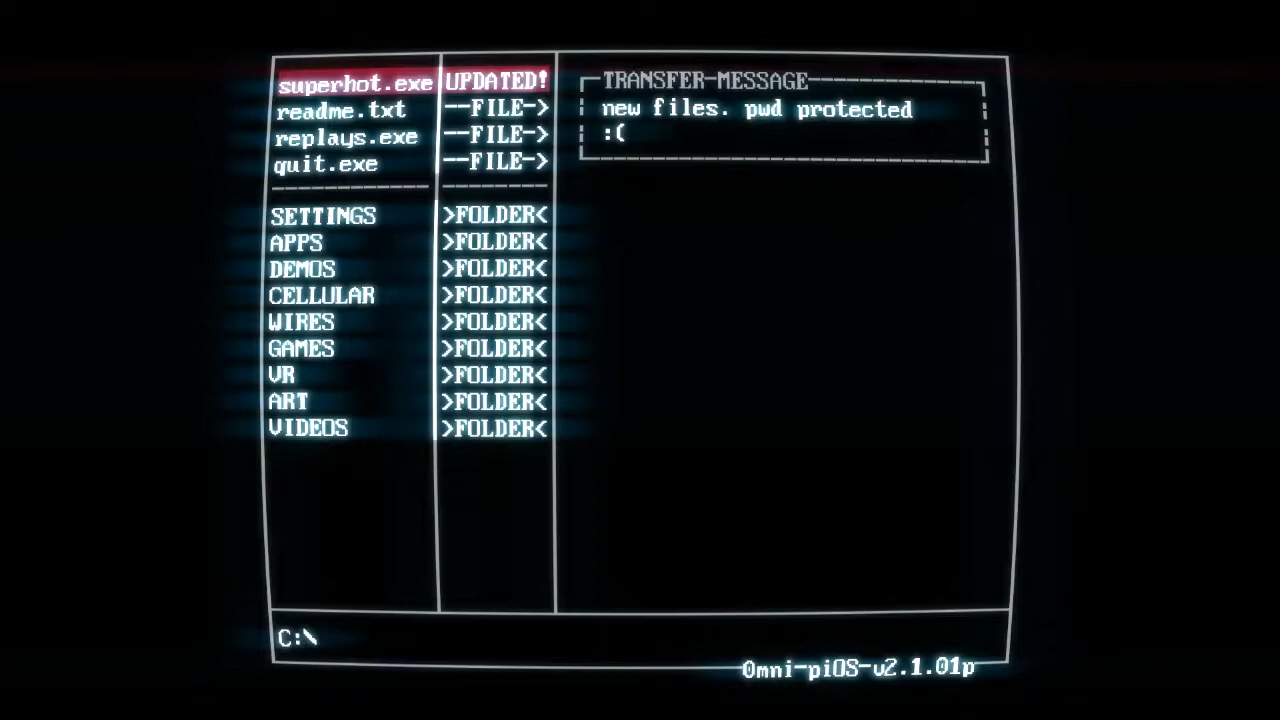 superhot.exe UPDATED!
readme.txt --FILE->
replays.exe --FILE->
quit.exe --FILE->
SETTINGS >FOLDER<
APPS >FOLDER<
DEMOS >FOLDER<
CELLULAR >FOLDER<
WIRES >FOLDER<
GAMES >FOLDER<
VR >FOLDER<
ART >FOLDER<
VIDEOS >FOLDER<
TRANSFER-MESSAGE
new files. pwd protected
:(
C:\
0mni-piOS-v2.1.01p